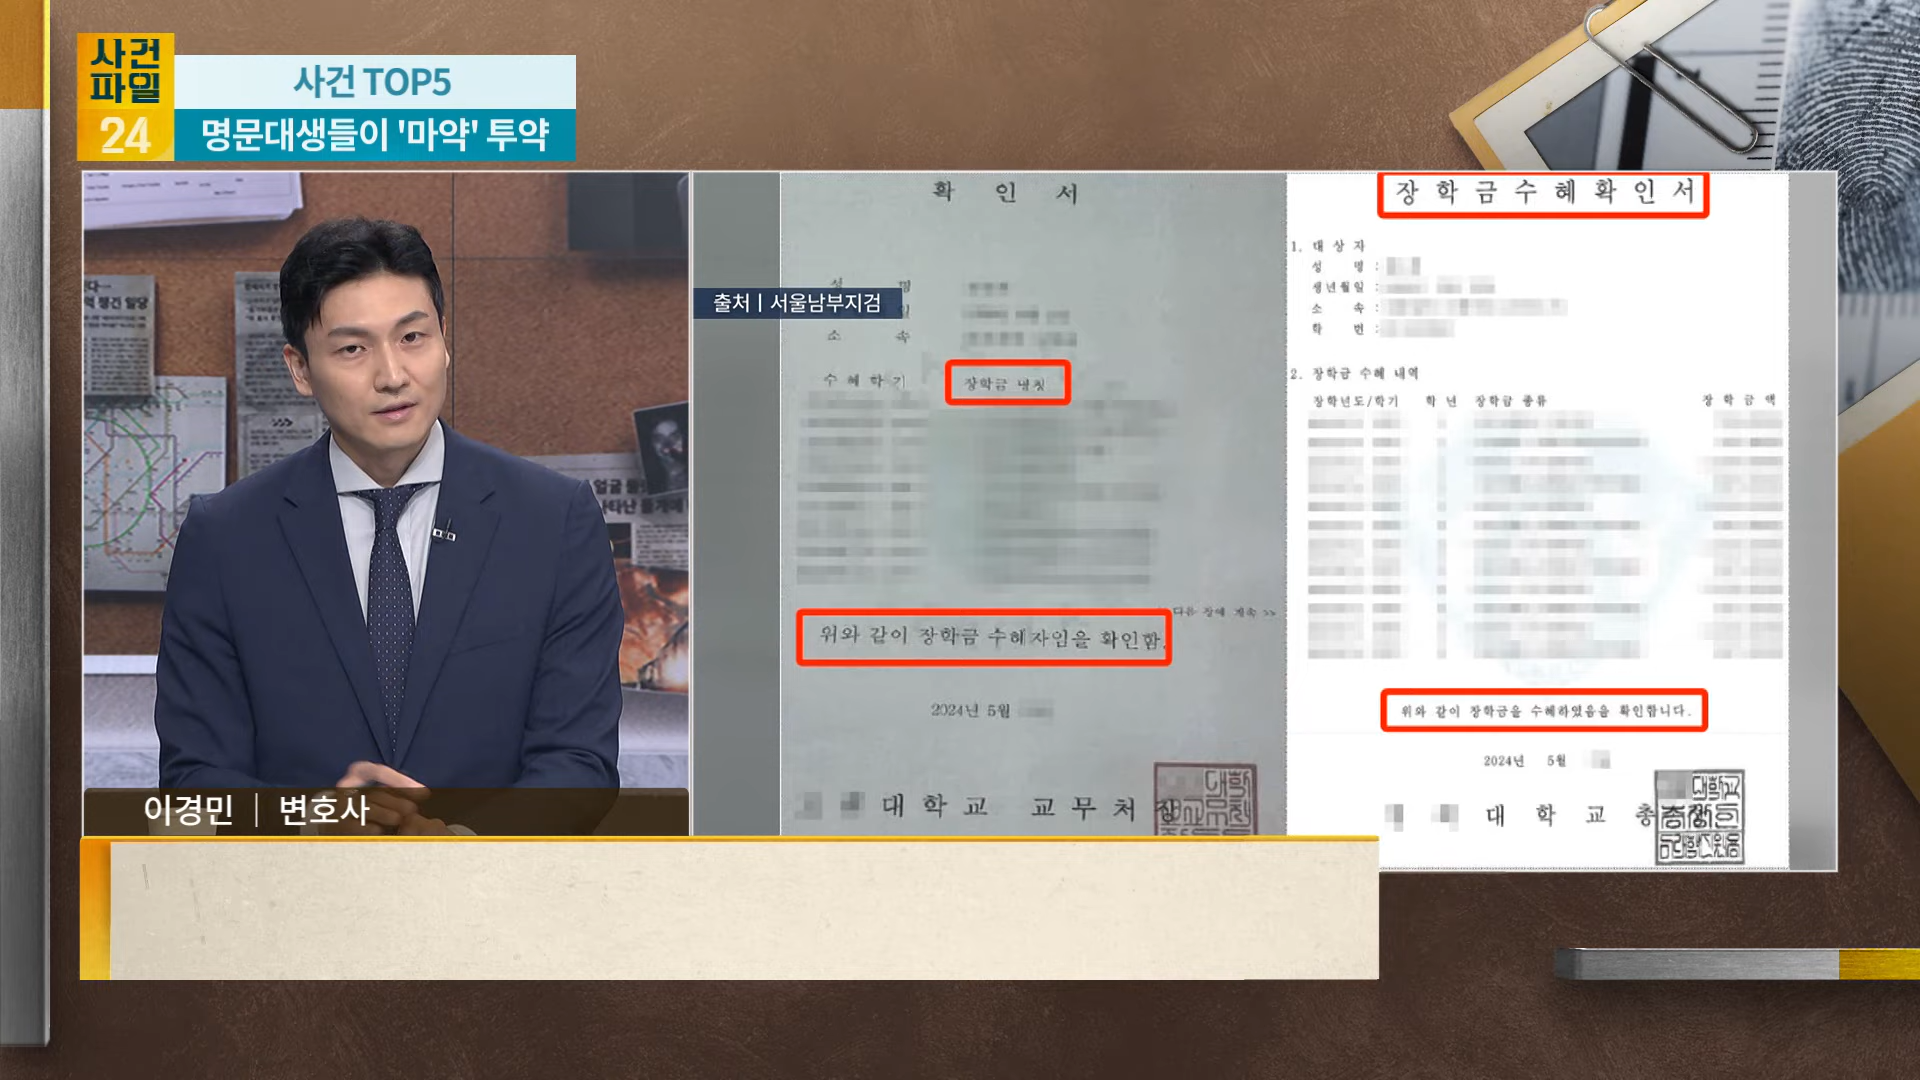 사건
파일
24
사건 TOP5
명문대생들이 '마약' 투약
출처 | 서울남부지검
이경민 | 변호사
확 인 서
성 명
소 속
수 혜 학 기 장학금 명칭
다음 장에 계속 >>
위와 같이 장학금 수혜자임을 확인함.
2024년 5월
대 학 교 교 무 처 장
장 학 금 수 혜 확 인 서
1. 대 상 자
성 명 :
생년월일 :
소 속 :
학 번 :
2. 장학금 수혜 내역
장학년도/학기 학 년 장학금 종류 장 학 금 액
위와 같이 장학금을 수혜하였음을 확인합니다.
2024년 5월
대 학 교 총